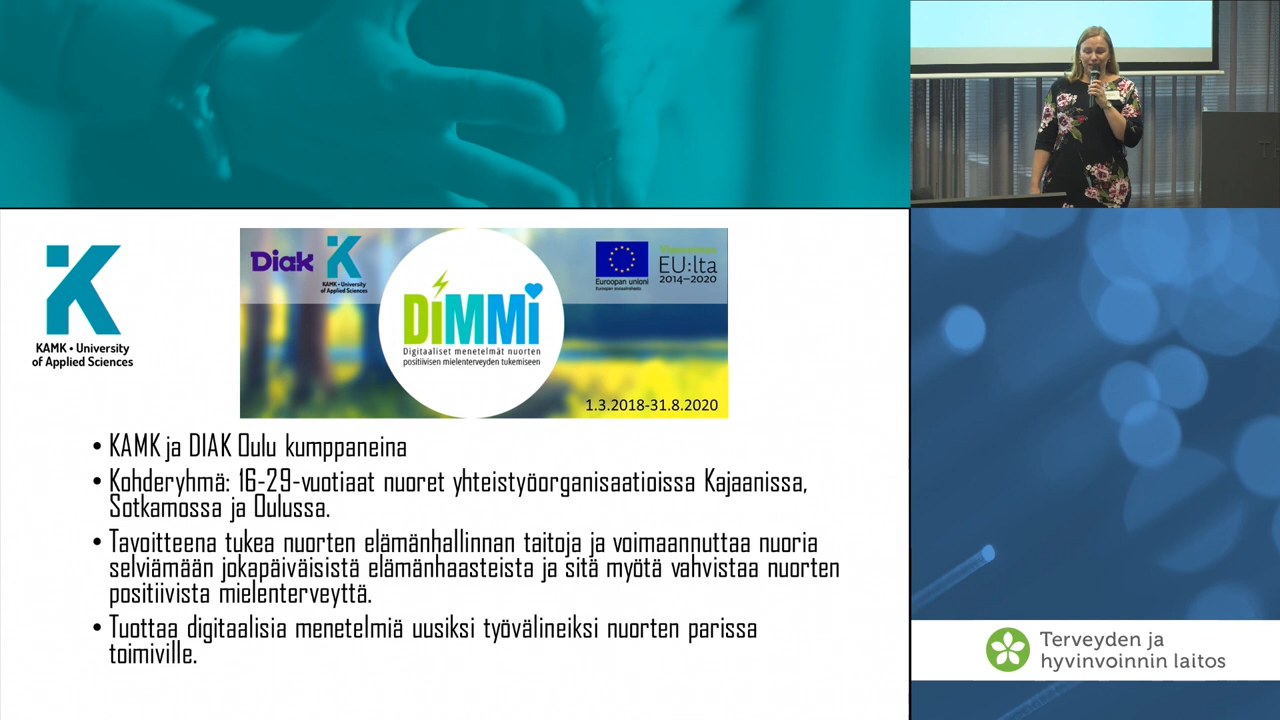 KAMK • University
of Applied Sciences
Diak
KAMK • University
of Applied Sciences
DiMMi
Digitaaliset menetelmät nuorten
positiivisen mielenterveyden tukemiseen
Euroopan unioni
Euroopan sosiaalirahasto
Vipuvoimaa
EU:lta
2014–2020
1.3.2018-31.8.2020
• KAMK ja DIAK Oulu kumppaneina
• Kohderyhmä: 16-29-vuotiaat nuoret yhteistyöorganisaatioissa Kajaanissa,
Sotkamossa ja Oulussa.
• Tavoitteena tukea nuorten elämänhallinnan taitoja ja voimaannuttaa nuoria
selviämään jokapäiväisistä elämänhaasteista ja sitä myötä vahvistaa nuorten
positiivista mielenterveyttä.
• Tuottaa digitaalisia menetelmiä uusiksi työvälineiksi nuorten parissa
toimiville.
Terveyden ja
hyvinvoinnin laitos